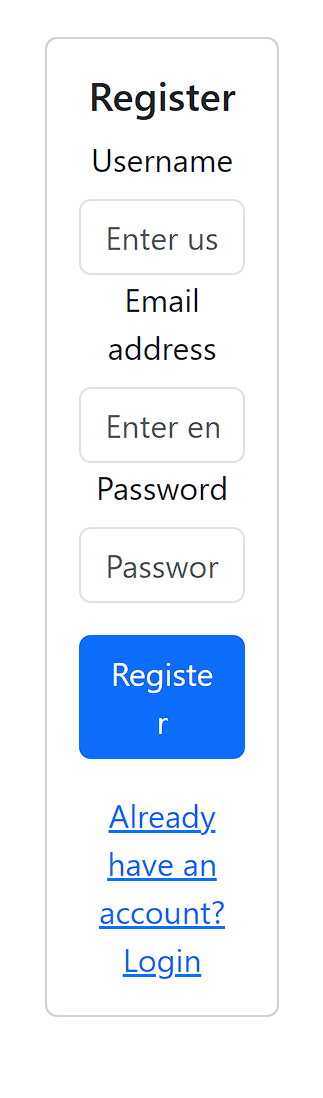 Register
Username
Enter us
Email
address
Enter en
Password
Passwor
Registe
r
Already
have an
account?
Login